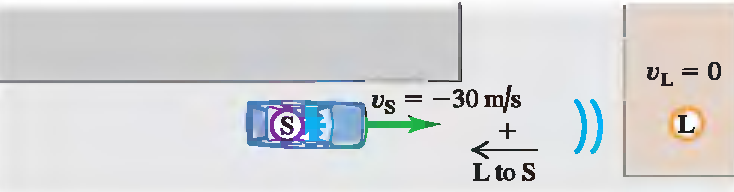 v_L = 0
v_S = −30 m/s
S
+
L
L to S